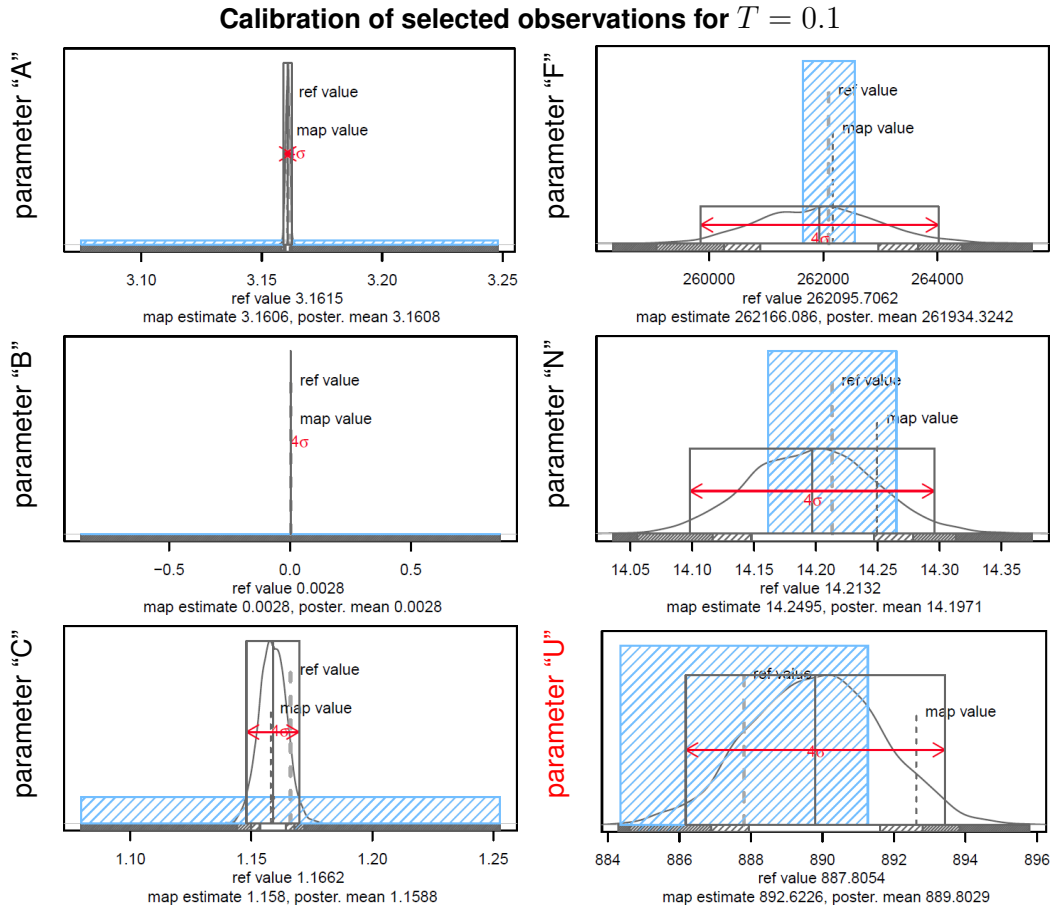 Calibration of selected observations for T = 0.1
parameter “A”
ref value
map value
4σ
3.10 3.15 3.20 3.25
ref value 3.1615
map estimate 3.1606, poster. mean 3.1608
parameter “F”
ref value
map value
4σ
260000 262000 264000
ref value 262095.7062
map estimate 262166.086, poster. mean 261934.3242
parameter “B”
ref value
map value
4σ
−0.5 0.0 0.5
ref value 0.0028
map estimate 0.0028, poster. mean 0.0028
parameter “N”
ref value
map value
4σ
14.05 14.10 14.15 14.20 14.25 14.30 14.35
ref value 14.2132
map estimate 14.2495, poster. mean 14.1971
parameter “C”
ref value
map value
4σ
1.10 1.15 1.20 1.25
ref value 1.1662
map estimate 1.158, poster. mean 1.1588
parameter “U”
ref value
map value
4σ
884 886 888 890 892 894 896
ref value 887.8054
map estimate 892.6226, poster. mean 889.8029